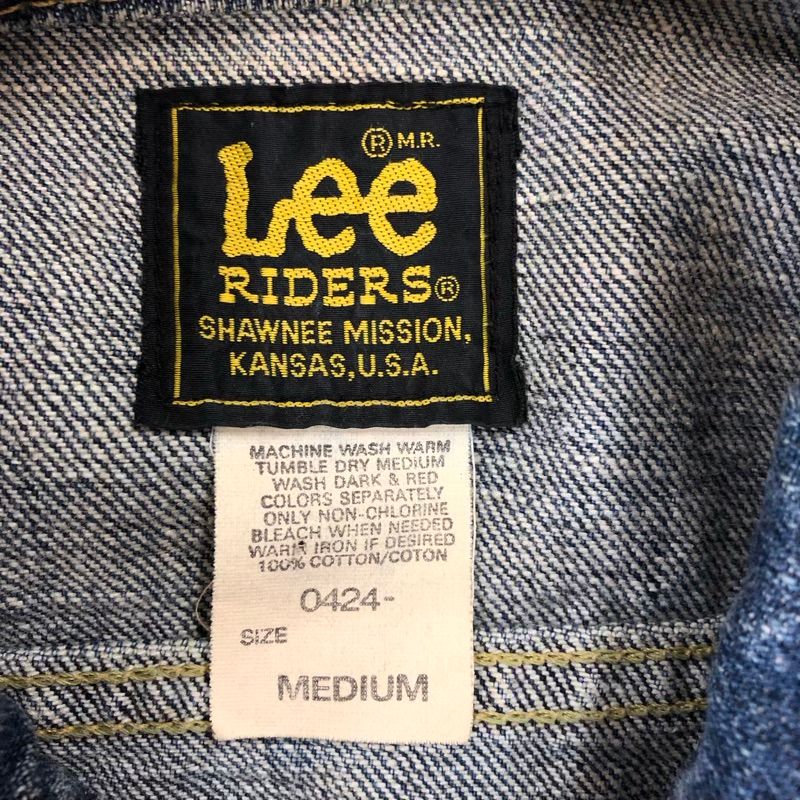 ® M.R.
Lee
RIDERS®
SHAWNEE MISSION,
KANSAS, U.S.A.
MACHINE WASH WARM
TUMBLE DRY MEDIUM
WASH DARK & RED
COLORS SEPARATELY
ONLY NON-CHLORINE
BLEACH WHEN NEEDED
WARM IRON IF DESIRED
100% COTTON/COTON
0424-
SIZE
MEDIUM